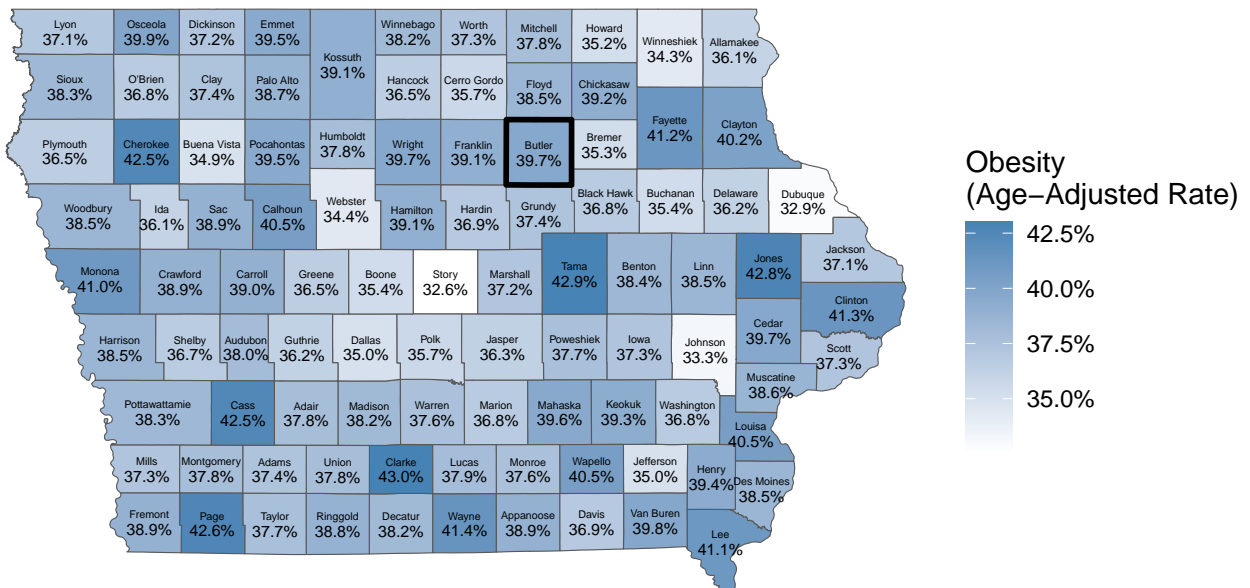 Lyon Osceola Dickinson Emmet Winnebago Worth Mitchell Howard Winneshiek Allamakee
37.1% 39.9% 37.2% 39.5% 38.2% 37.3% 37.8% 35.2% 34.3% 36.1%
Kossuth
39.1%
Sioux O'Brien Clay Palo Alto Hancock Cerro Gordo Floyd Chickasaw
38.3% 36.8% 37.4% 38.7% 36.5% 35.7% 38.5% 39.2%
Fayette Clayton
41.2% 40.2%
Plymouth Cherokee Buena Vista Pocahontas Humboldt Wright Franklin Butler Bremer
36.5% 42.5% 34.9% 39.5% 37.8% 39.7% 39.1% 39.7% 35.3%
Woodbury Ida Sac Calhoun Webster Hamilton Hardin Grundy Black Hawk Buchanan Delaware Dubuque
38.5% 36.1% 38.9% 40.5% 34.4% 39.1% 36.9% 37.4% 36.8% 35.4% 36.2% 32.9%
Monona Crawford Carroll Greene Boone Story Marshall Tama Benton Linn Jones Jackson
41.0% 38.9% 39.0% 36.5% 35.4% 32.6% 37.2% 42.9% 38.4% 38.5% 42.8% 37.1%
Clinton
41.3%
Harrison Shelby Audubon Guthrie Dallas Polk Jasper Poweshiek Iowa Johnson Cedar Scott
38.5% 36.7% 38.0% 36.2% 35.0% 35.7% 36.3% 37.7% 37.3% 33.3% 39.7% 37.3%
Muscatine
38.6%
Pottawattamie Cass Adair Madison Warren Marion Mahaska Keokuk Washington
38.3% 42.5% 37.8% 38.2% 37.6% 36.8% 39.6% 39.3% 36.8%
Louisa
40.5%
Mills Montgomery Adams Union Clarke Lucas Monroe Wapello Jefferson Henry Des Moines
37.3% 37.8% 37.4% 37.8% 43.0% 37.9% 37.6% 40.5% 35.0% 39.4% 38.5%
Fremont Page Taylor Ringgold Decatur Wayne Appanoose Davis Van Buren Lee
38.9% 42.6% 37.7% 38.8% 38.2% 41.4% 38.9% 36.9% 39.8% 41.1%
Obesity
(Age−Adjusted Rate)
42.5%
40.0%
37.5%
35.0%